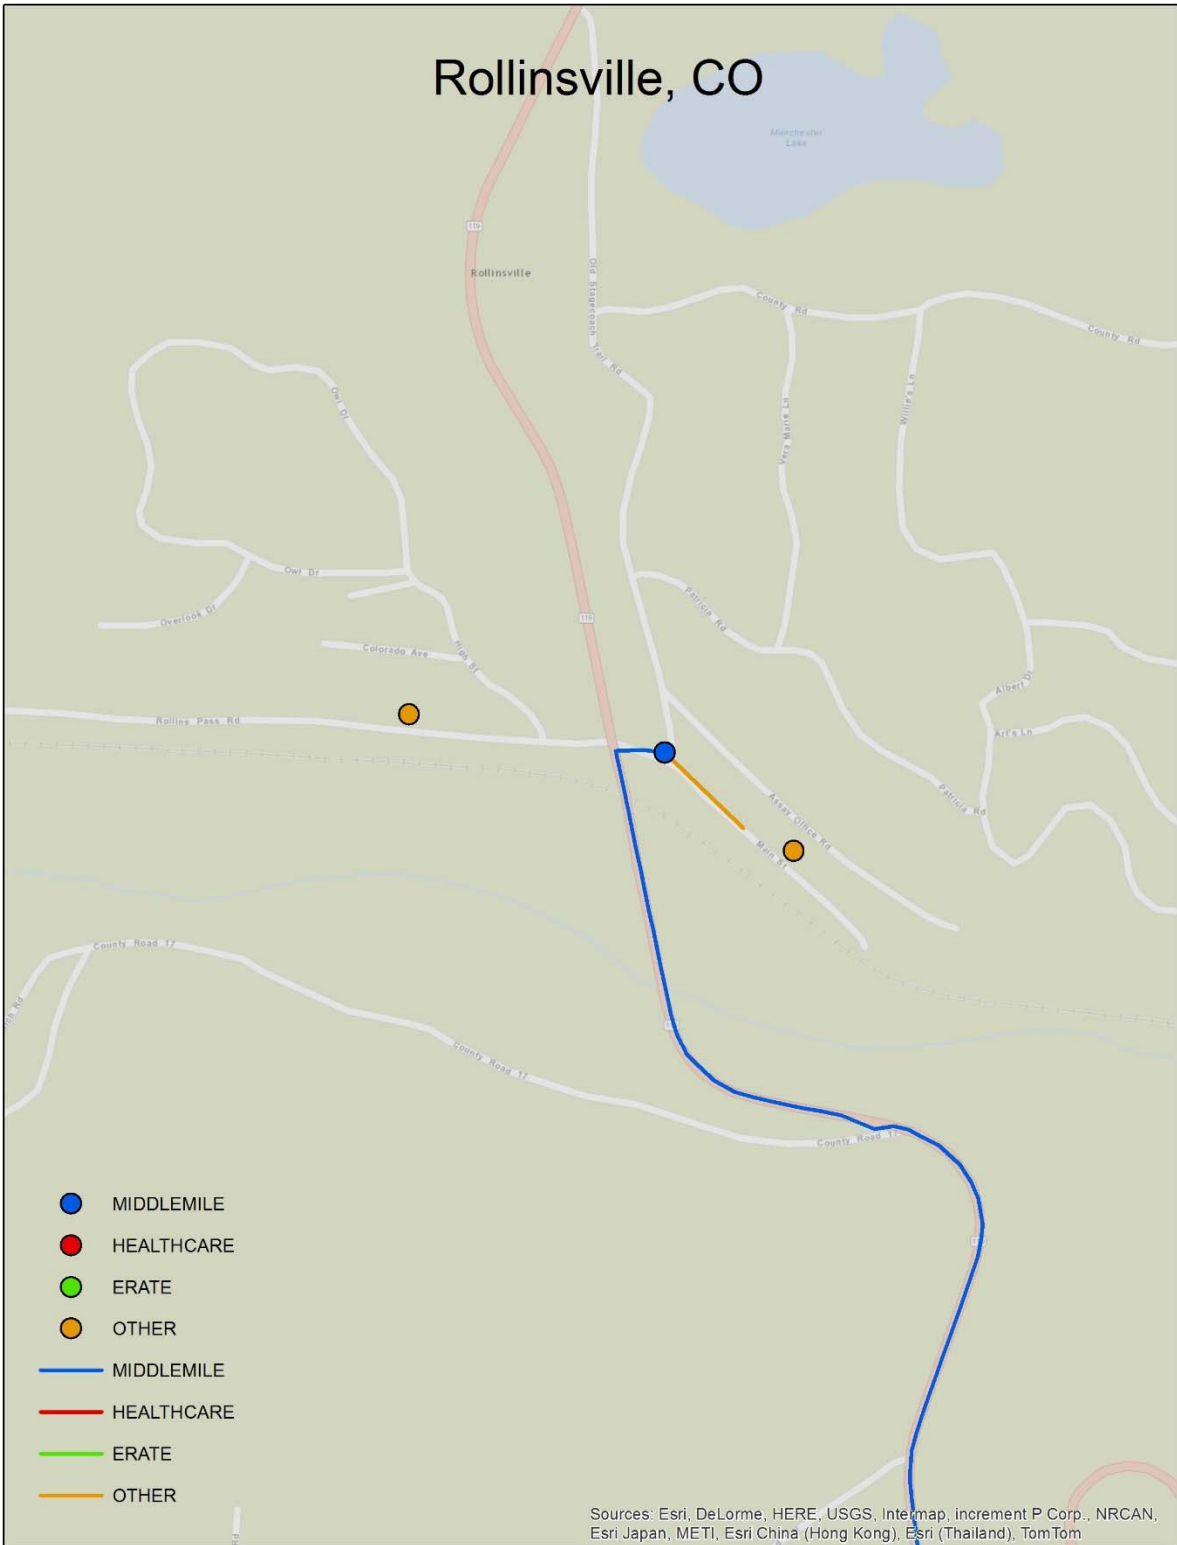 Rollinsville, CO
Manchester
Lake
119
Rollinsville
Old Stagecoach Trail Rd
County Rd
County Rd
Owl Dr
Vera Marie Ln
Willie's Ln
Owl Dr
Overlook Dr
119
Patricia Rd
Colorado Ave
High St
Albert Dr
Rollins Pass Rd
Art's Ln
Patricia Rd
Assay Office Rd
Main St
County Road 17
Rd
County Road 17
County Road 17
MIDDLEMILE
HEALTHCARE
ERATE
OTHER
MIDDLEMILE
HEALTHCARE
ERATE
OTHER
Rd
Sources: Esri, DeLorme, HERE, USGS, Intermap, increment P Corp., NRCAN,
Esri Japan, METI, Esri China (Hong Kong), Esri (Thailand), TomTom